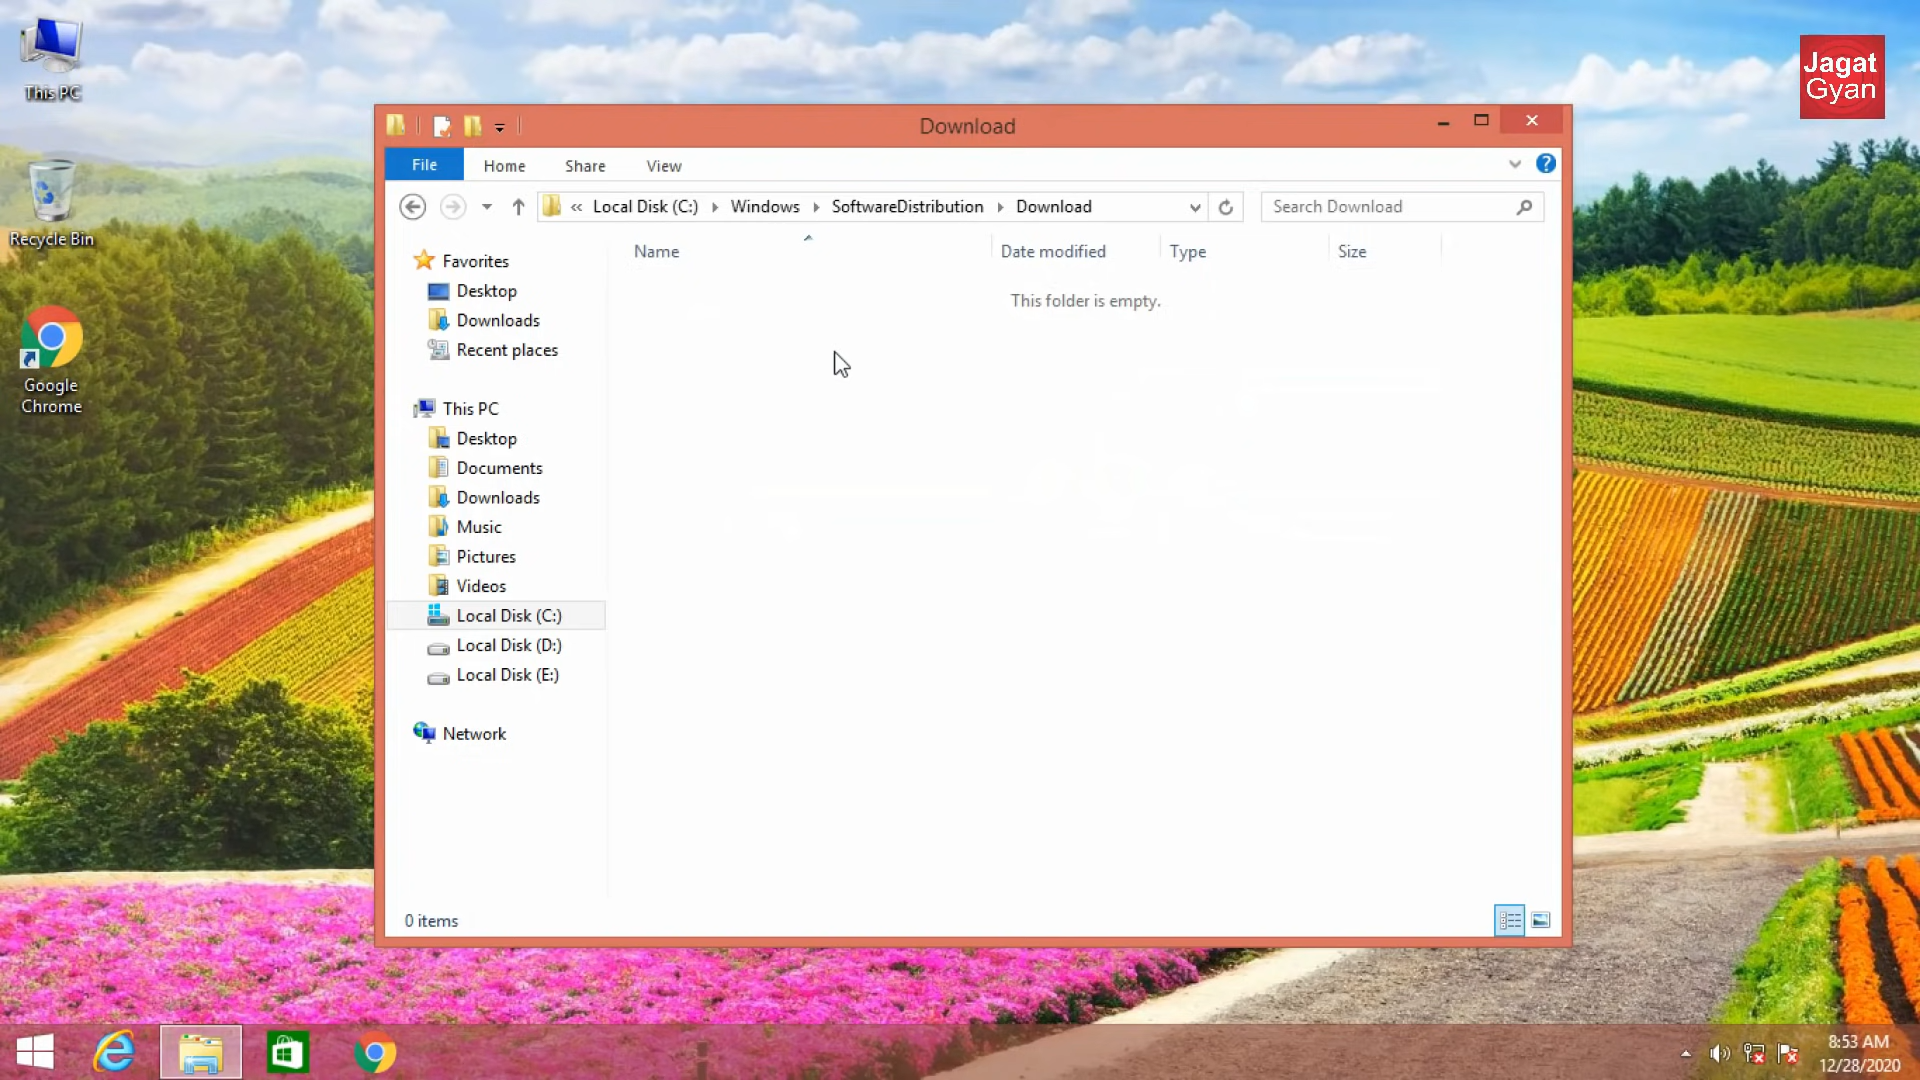 This PC
Recycle Bin
Google
Chrome
Jagat
Gyan
Download
File
Home
Share
View
« Local Disk (C:)
Windows
SoftwareDistribution
Download
Search Download
Name
Date modified
Type
Size
This folder is empty.
Favorites
Desktop
Downloads
Recent places
This PC
Desktop
Documents
Downloads
Music
Pictures
Videos
Local Disk (C:)
Local Disk (D:)
Local Disk (E:)
Network
0 items
8:53 AM
12/28/2020